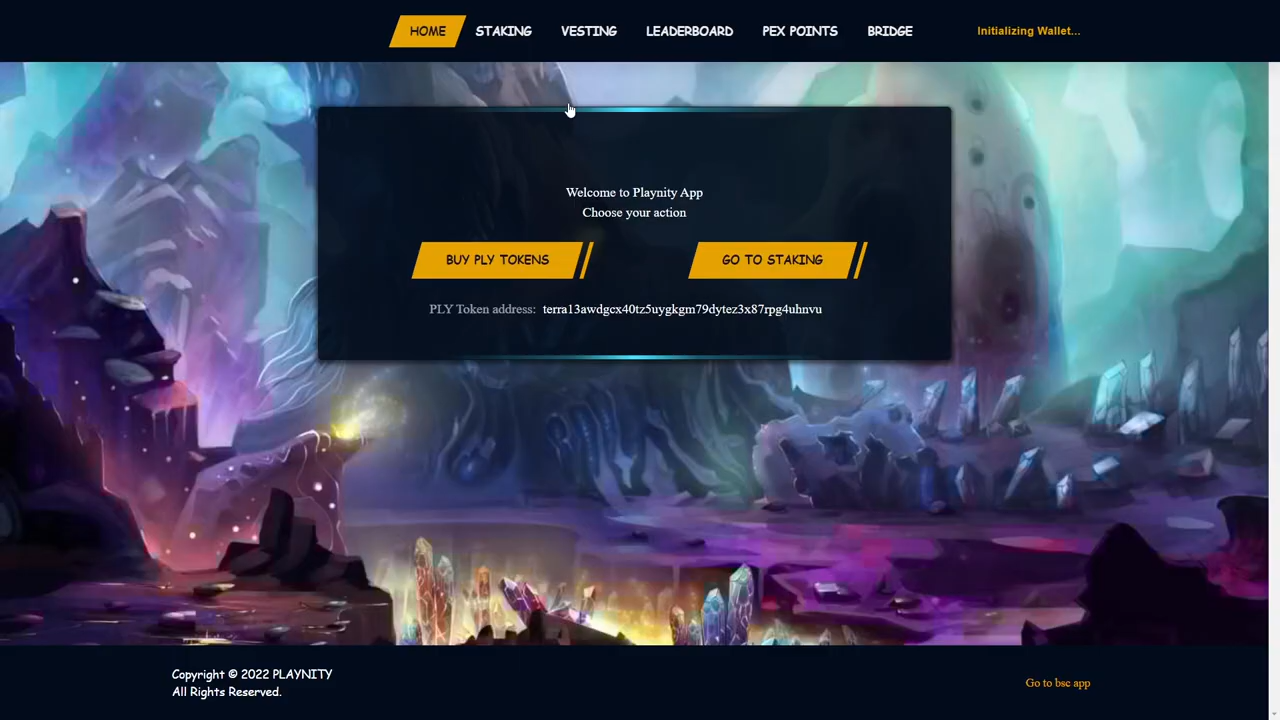 HOME STAKING VESTING LEADERBOARD PEX POINTS BRIDGE Initializing Wallet...
Welcome to Playnity App
Choose your action
BUY PLY TOKENS GO TO STAKING
PLY Token address: terra13awdgcx40tz5uygkgm79dytez3x87rpg4uhnvu
Copyright © 2022 PLAYNITY
All Rights Reserved.
Go to bsc app